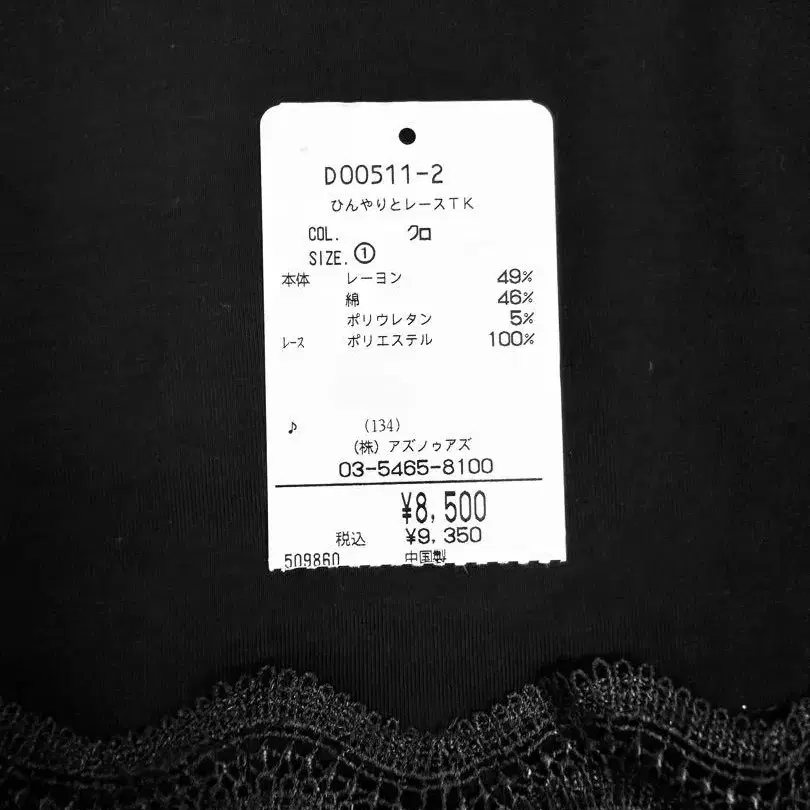 D00511-2
ひんやりとレースTK
COL. クロ
SIZE. ①
本体 レーヨン 49%
綿 46%
ポリウレタン 5%
レース ポリエステル 100%
♪ (134)
(株) アズノゥアズ
03-5465-8100
¥8,500
税込 ¥9,350
509860 中国製